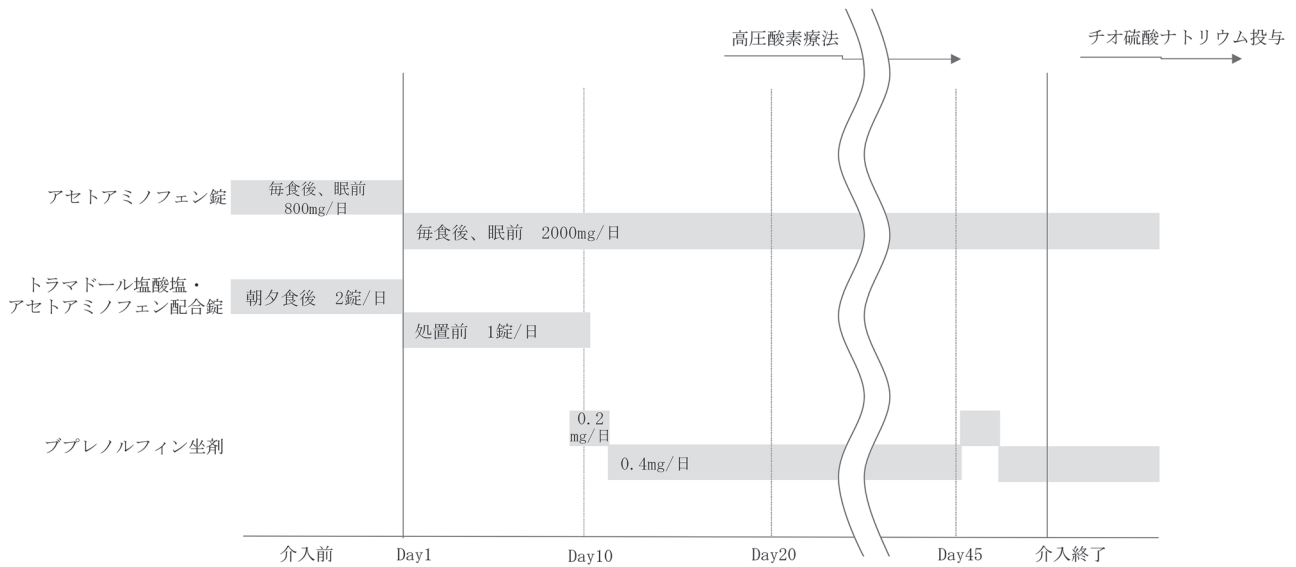 高圧酸素療法
チオ硫酸ナトリウム投与
アセトアミノフェン錠
毎食後、眠前
800mg/日
毎食後、眠前　2000mg/日
トラマドール塩酸塩・
アセトアミノフェン配合錠
朝夕食後　2錠/日
処置前　1錠/日
ブプレノルフィン坐剤
0.2
mg/日
0.4mg/日
介入前
Day1
Day10
Day20
Day45
介入終了